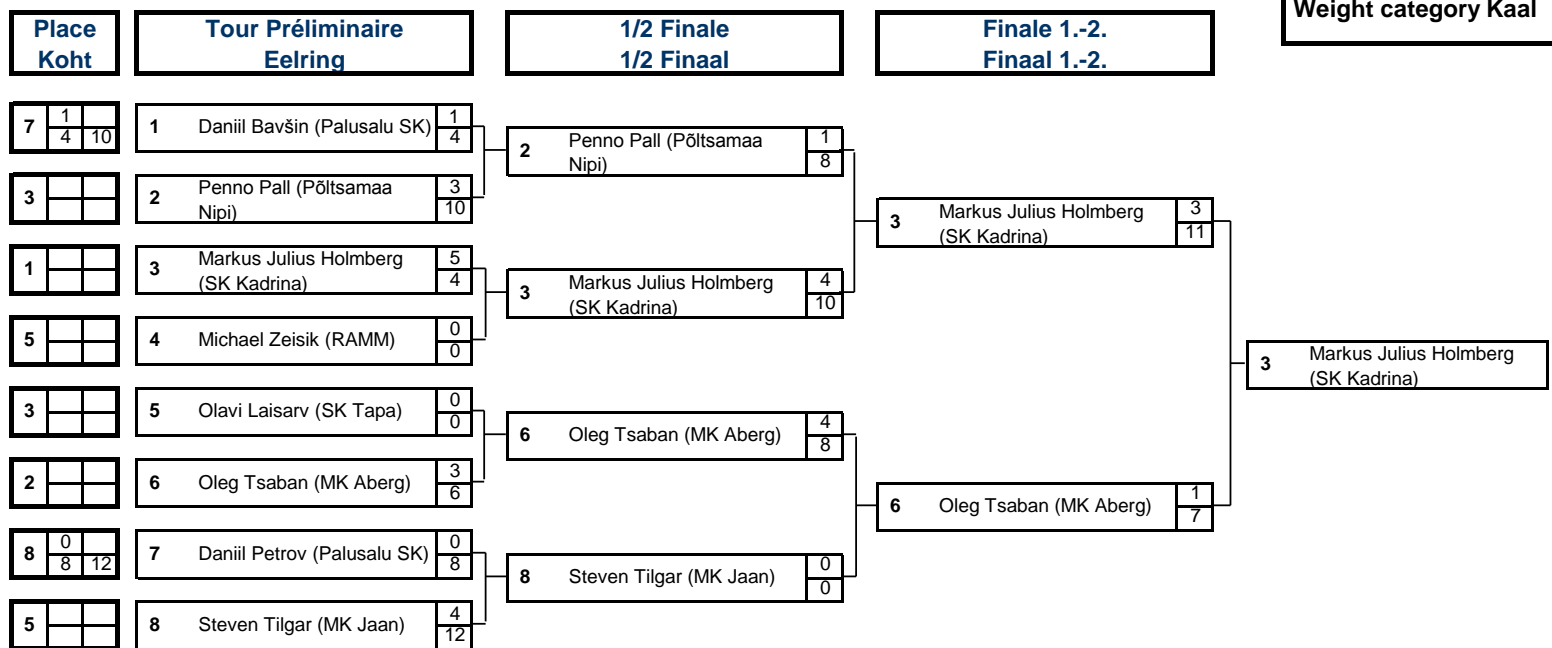 Weight category Kaal
Place
Koht
Tour Préliminaire
Eelring
1/2 Finale
1/2 Finaal
Finale 1.-2.
Finaal 1.-2.
7 1
4 10
1 Daniil Bavšin (Palusalu SK) 1
4
3
2 Penno Pall (Põltsamaa
Nipi) 3
10
1
3 Markus Julius Holmberg
(SK Kadrina) 5
4
5
4 Michael Zeisik (RAMM) 0
0
3
5 Olavi Laisarv (SK Tapa) 0
0
2
6 Oleg Tsaban (MK Aberg) 3
6
8 0
8 12
7 Daniil Petrov (Palusalu SK) 0
8
5
8 Steven Tilgar (MK Jaan) 4
12
2 Penno Pall (Põltsamaa
Nipi) 1
8
3 Markus Julius Holmberg
(SK Kadrina) 4
10
6 Oleg Tsaban (MK Aberg) 4
8
8 Steven Tilgar (MK Jaan) 0
0
3 Markus Julius Holmberg
(SK Kadrina) 3
11
6 Oleg Tsaban (MK Aberg) 1
7
3 Markus Julius Holmberg
(SK Kadrina)